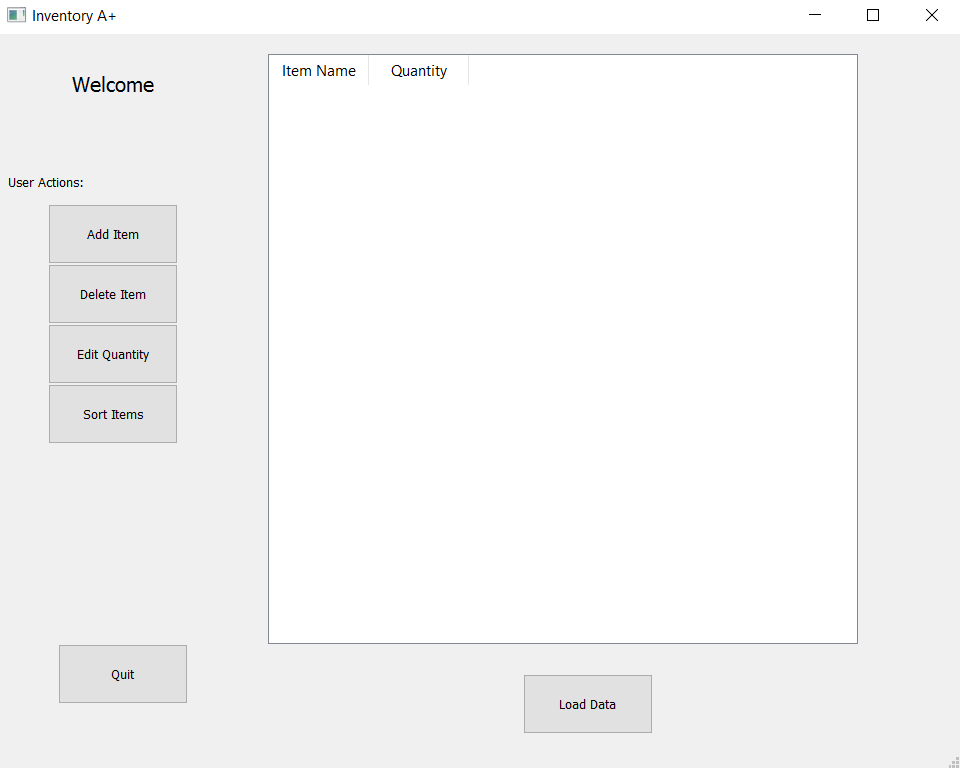 Inventory A+
Welcome
User Actions:
Add Item
Delete Item
Edit Quantity
Sort Items
Quit
Item Name Quantity
Load Data